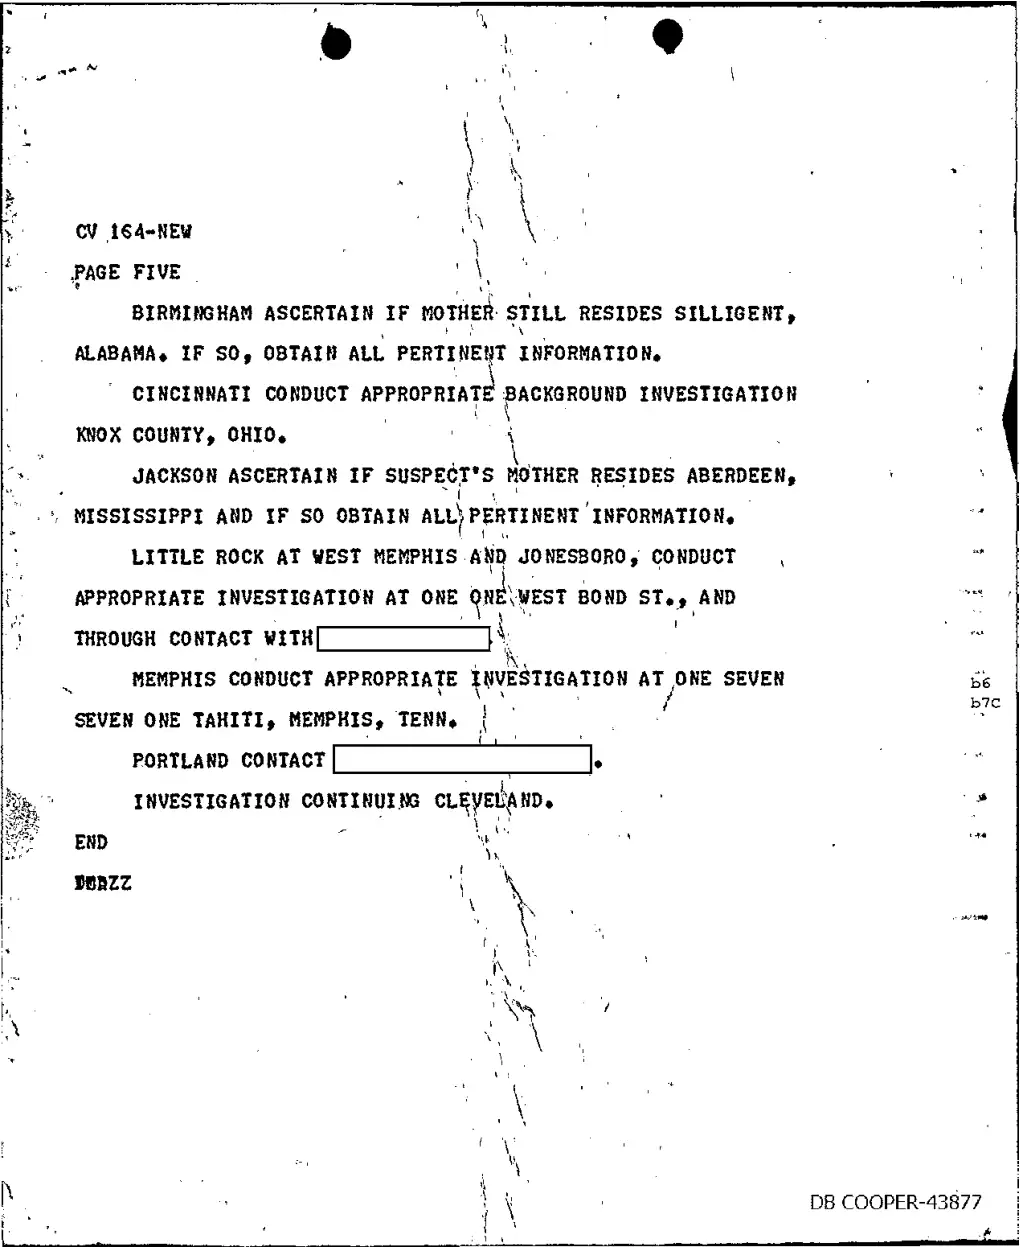 CV 164-NEW
PAGE FIVE
BIRMINGHAM ASCERTAIN IF MOTHER STILL RESIDES SILLIGENT,
ALABAMA. IF SO, OBTAIN ALL PERTINENT INFORMATION.
CINCINNATI CONDUCT APPROPRIATE BACKGROUND INVESTIGATION
KNOX COUNTY, OHIO.
JACKSON ASCERTAIN IF SUSPECT'S MOTHER RESIDES ABERDEEN,
MISSISSIPPI AND IF SO OBTAIN ALL PERTINENT INFORMATION.
LITTLE ROCK AT WEST MEMPHIS AND JONESBORO, CONDUCT
APPROPRIATE INVESTIGATION AT ONE ONE WEST BOND ST., AND
THROUGH CONTACT WITH .
MEMPHIS CONDUCT APPROPRIATE INVESTIGATION AT ONE SEVEN
b6
b7C
SEVEN ONE TAHITI, MEMPHIS, TENN.
PORTLAND CONTACT .
INVESTIGATION CONTINUING CLEVELAND.
END
DB COOPER-43877